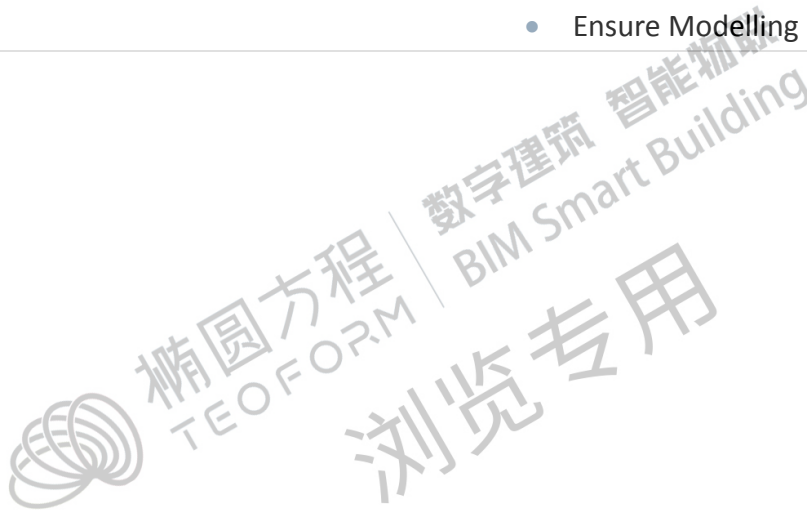 Ensure Modelling
数字建筑 智能物联
BIM Smart Building
椭圆方程
TEOFORM
浏览专用